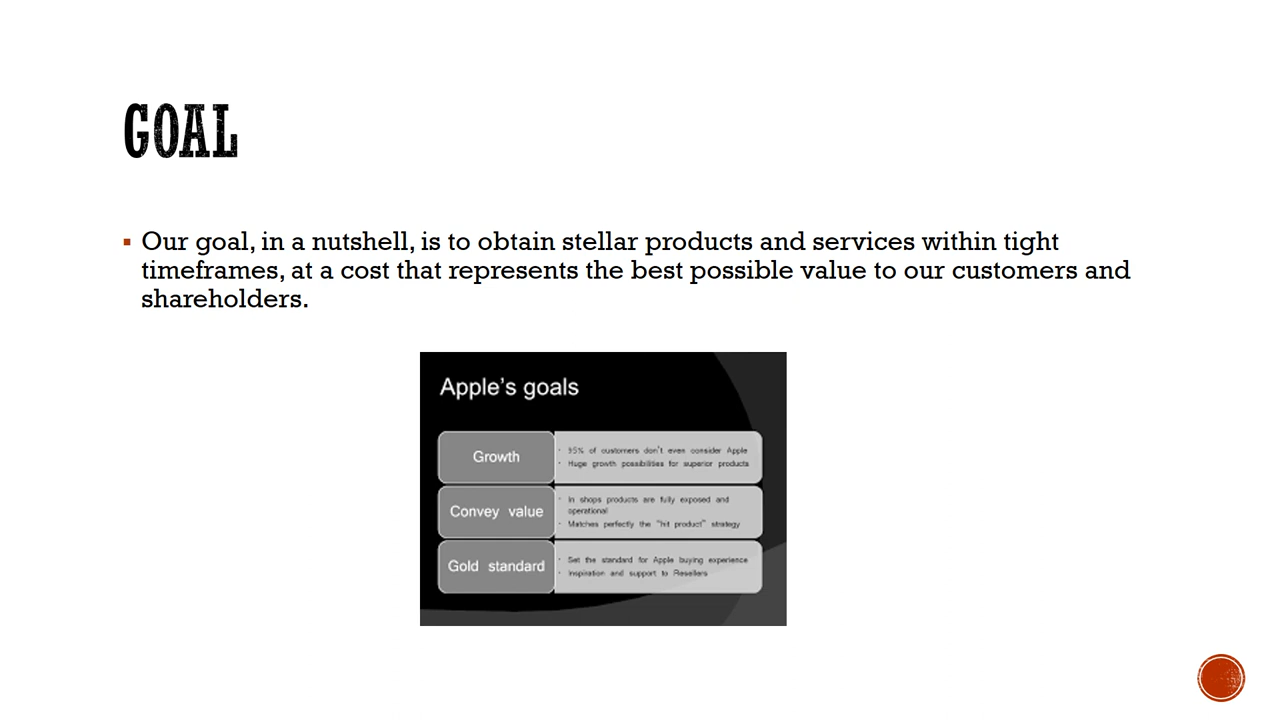 GOAL
Our goal, in a nutshell, is to obtain stellar products and services within tight
timeframes, at a cost that represents the best possible value to our customers and
shareholders.
Apple's goals
Growth
· 95% of customers don't even consider Apple
· Huge growth possibilities for superior products
Convey value
· In shops products are fully exposed and
operational
· Matches perfectly the "hit product" strategy
Gold standard
· Set the standard for Apple buying experience
· Inspiration and support to Resellers